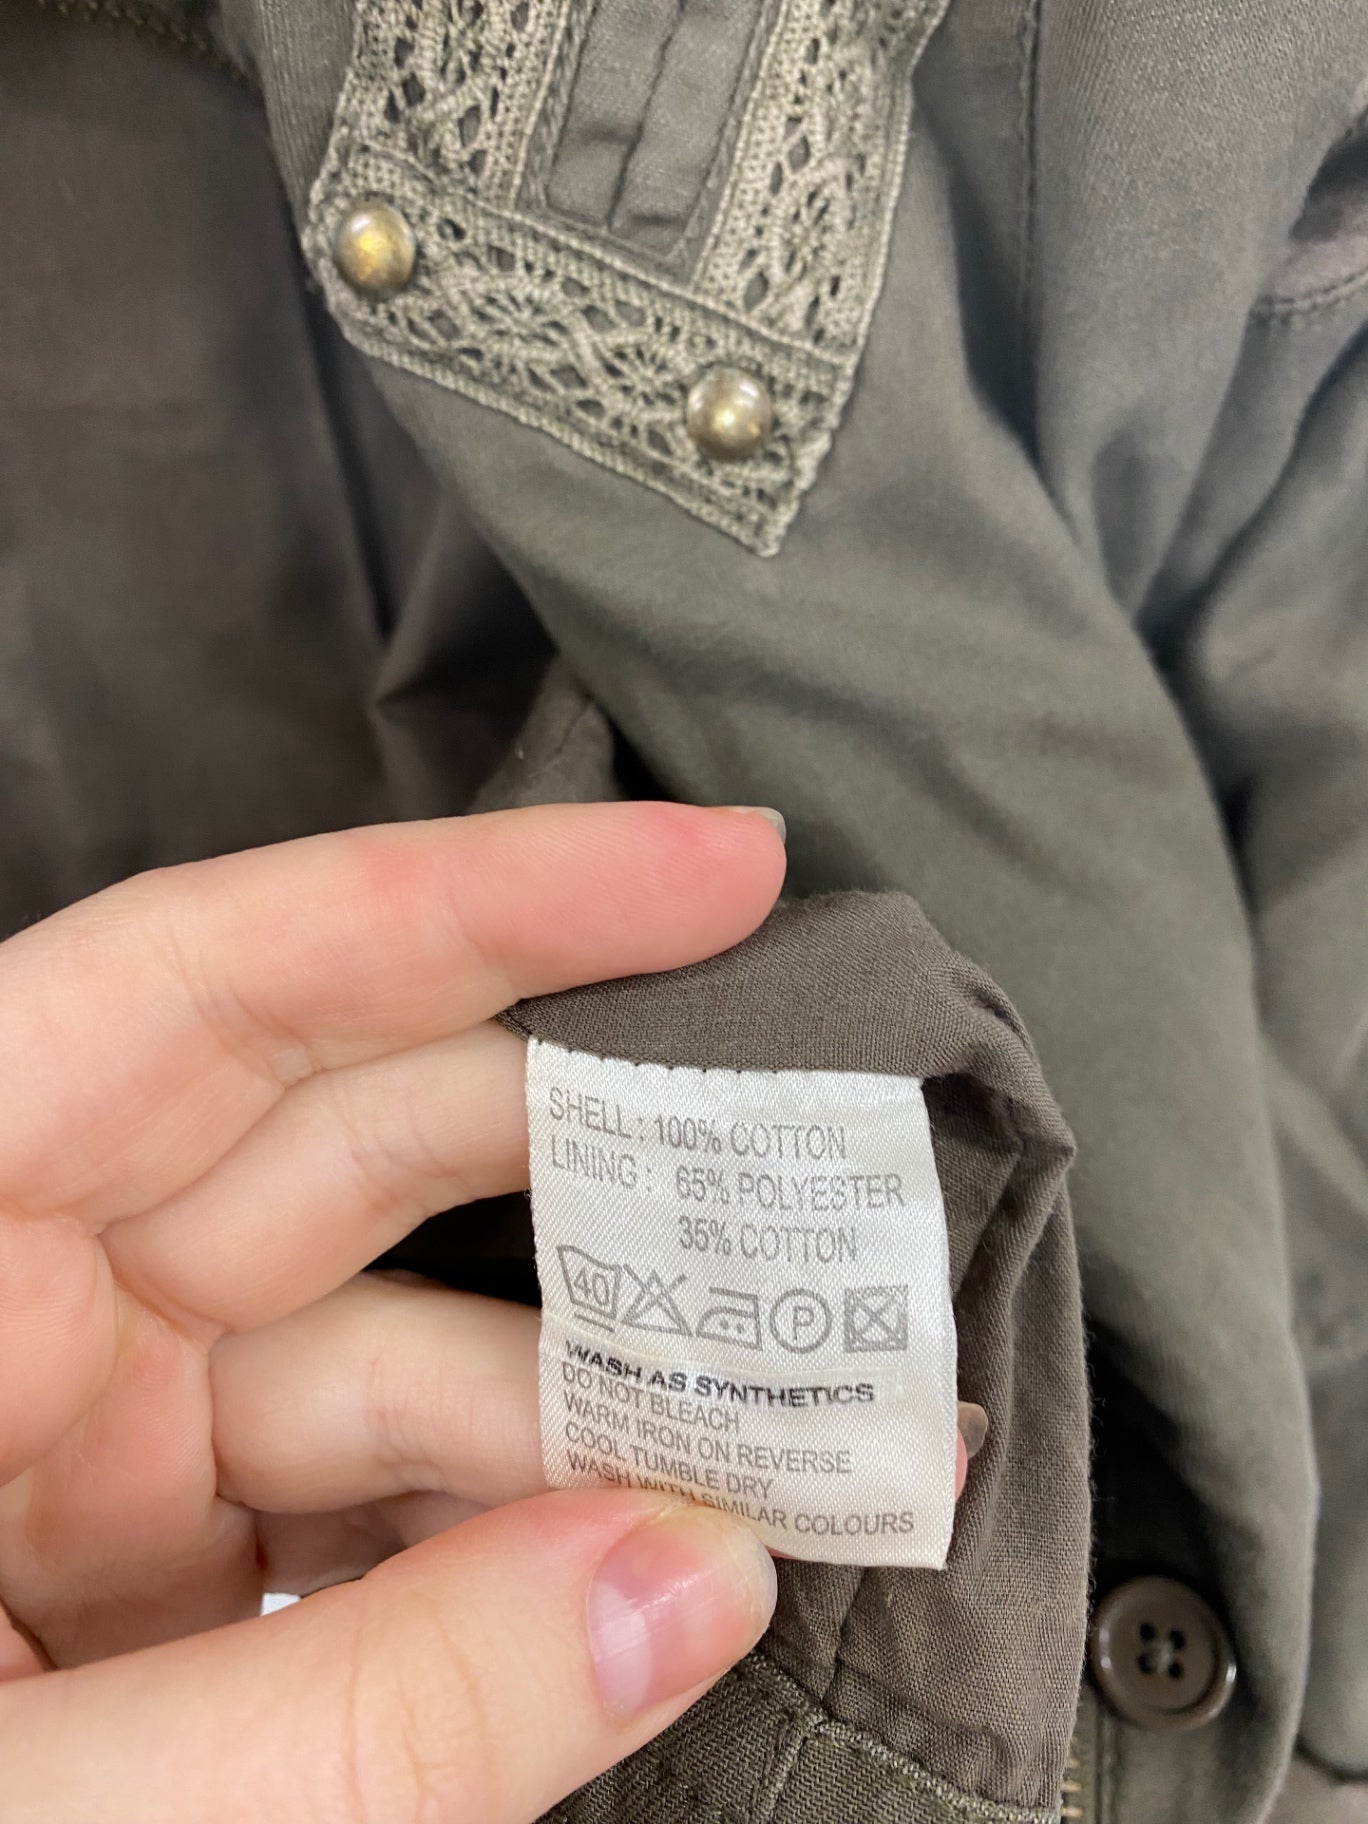 SHELL : 100% COTTON
LINING : 65% POLYESTER
35% COTTON
40 P
WASH AS SYNTHETICS
DO NOT BLEACH
WARM IRON ON REVERSE
COOL TUMBLE DRY
WASH WITH SIMILAR COLOURS